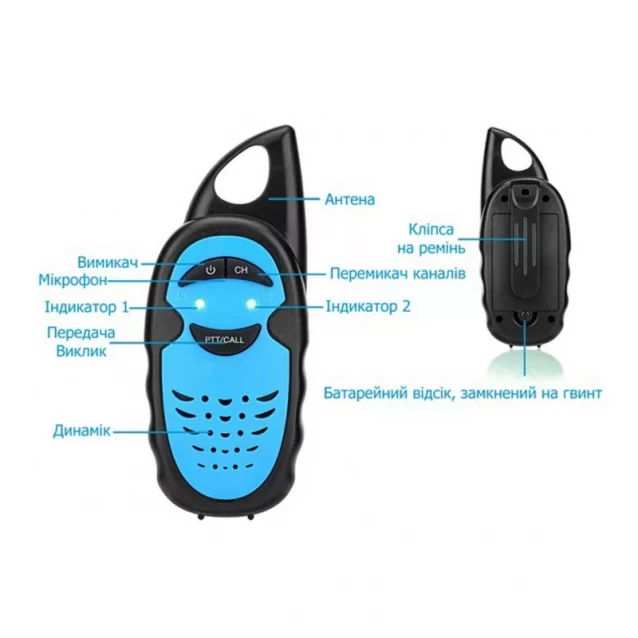 Антена
Кліпса
на ремінь
Вимикач
CH
Мікрофон
Перемикач каналів
Індикатор 1
Індикатор 2
Передача
Виклик
PTT/CALL
Батарейний відсік, замкнений на гвинт
Динамік